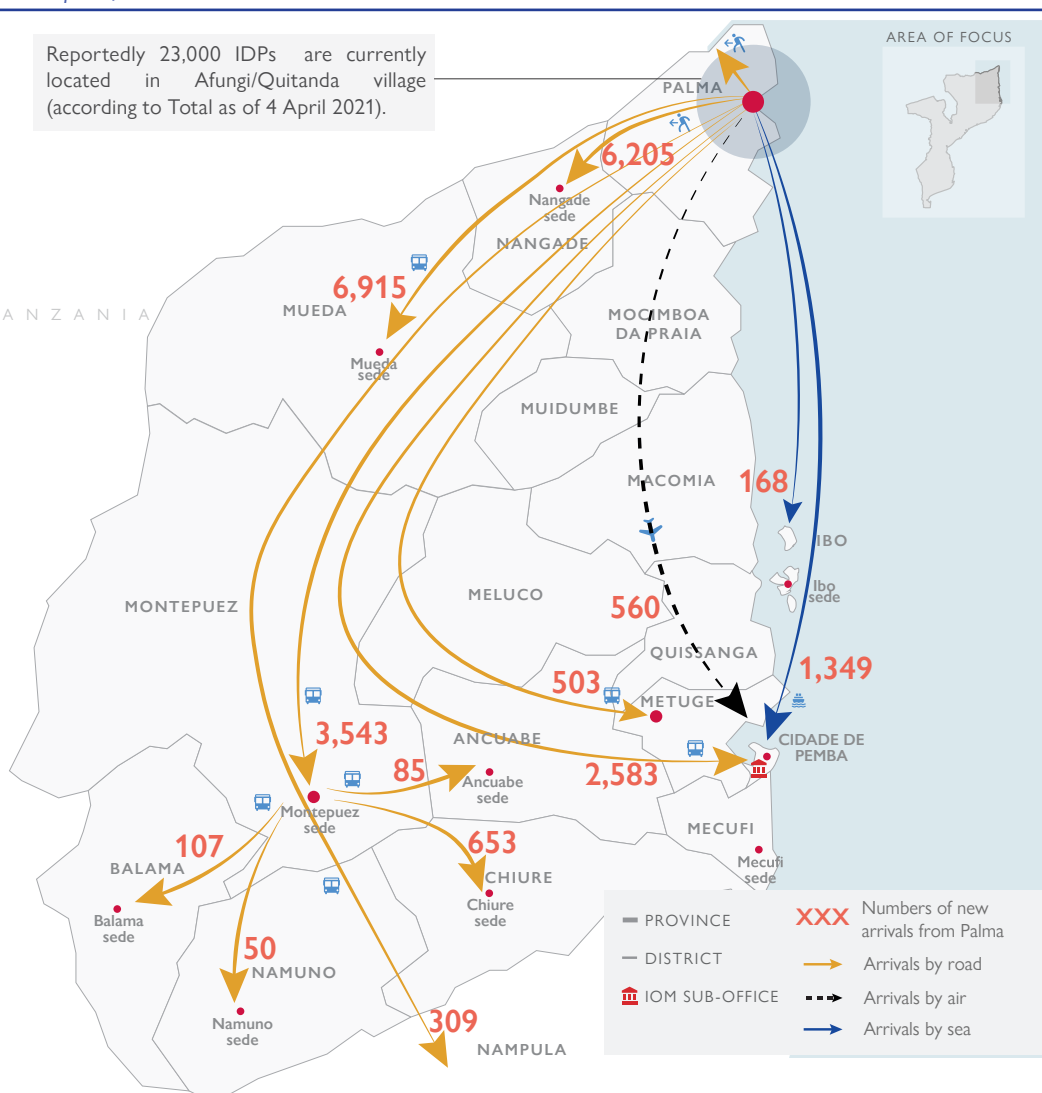 Reportedly 23,000 IDPs are currently
located in Afungi/Quitanda village
(according to Total as of 4 April 2021).
AREA OF FOCUS
PALMA
6,205
Nangade
sede
NANGADE
6,915
MUEDA
ANZANIA
MOCIMBOA
DA PRAIA
Mueda
sede
MUIDUMBE
MACOMIA
168
IBO
Ibo
sede
MONTEPUEZ
MELUCO
560
QUISSANGA
1,349
503
METUGE
3,543
ANCUABE
CIDADE DE
PEMBA
85
Ancuabe
sede
2,583
Montepuez
sede
MECUFI
107
653
Mecufi
sede
BALAMA
CHIURE
Chiure
sede
Balama
sede
50
NAMUNO
Namuno
sede
309
NAMPULA
PROVINCE
DISTRICT
IOM SUB-OFFICE
XXX Numbers of new
arrivals from Palma
Arrivals by road
Arrivals by air
Arrivals by sea